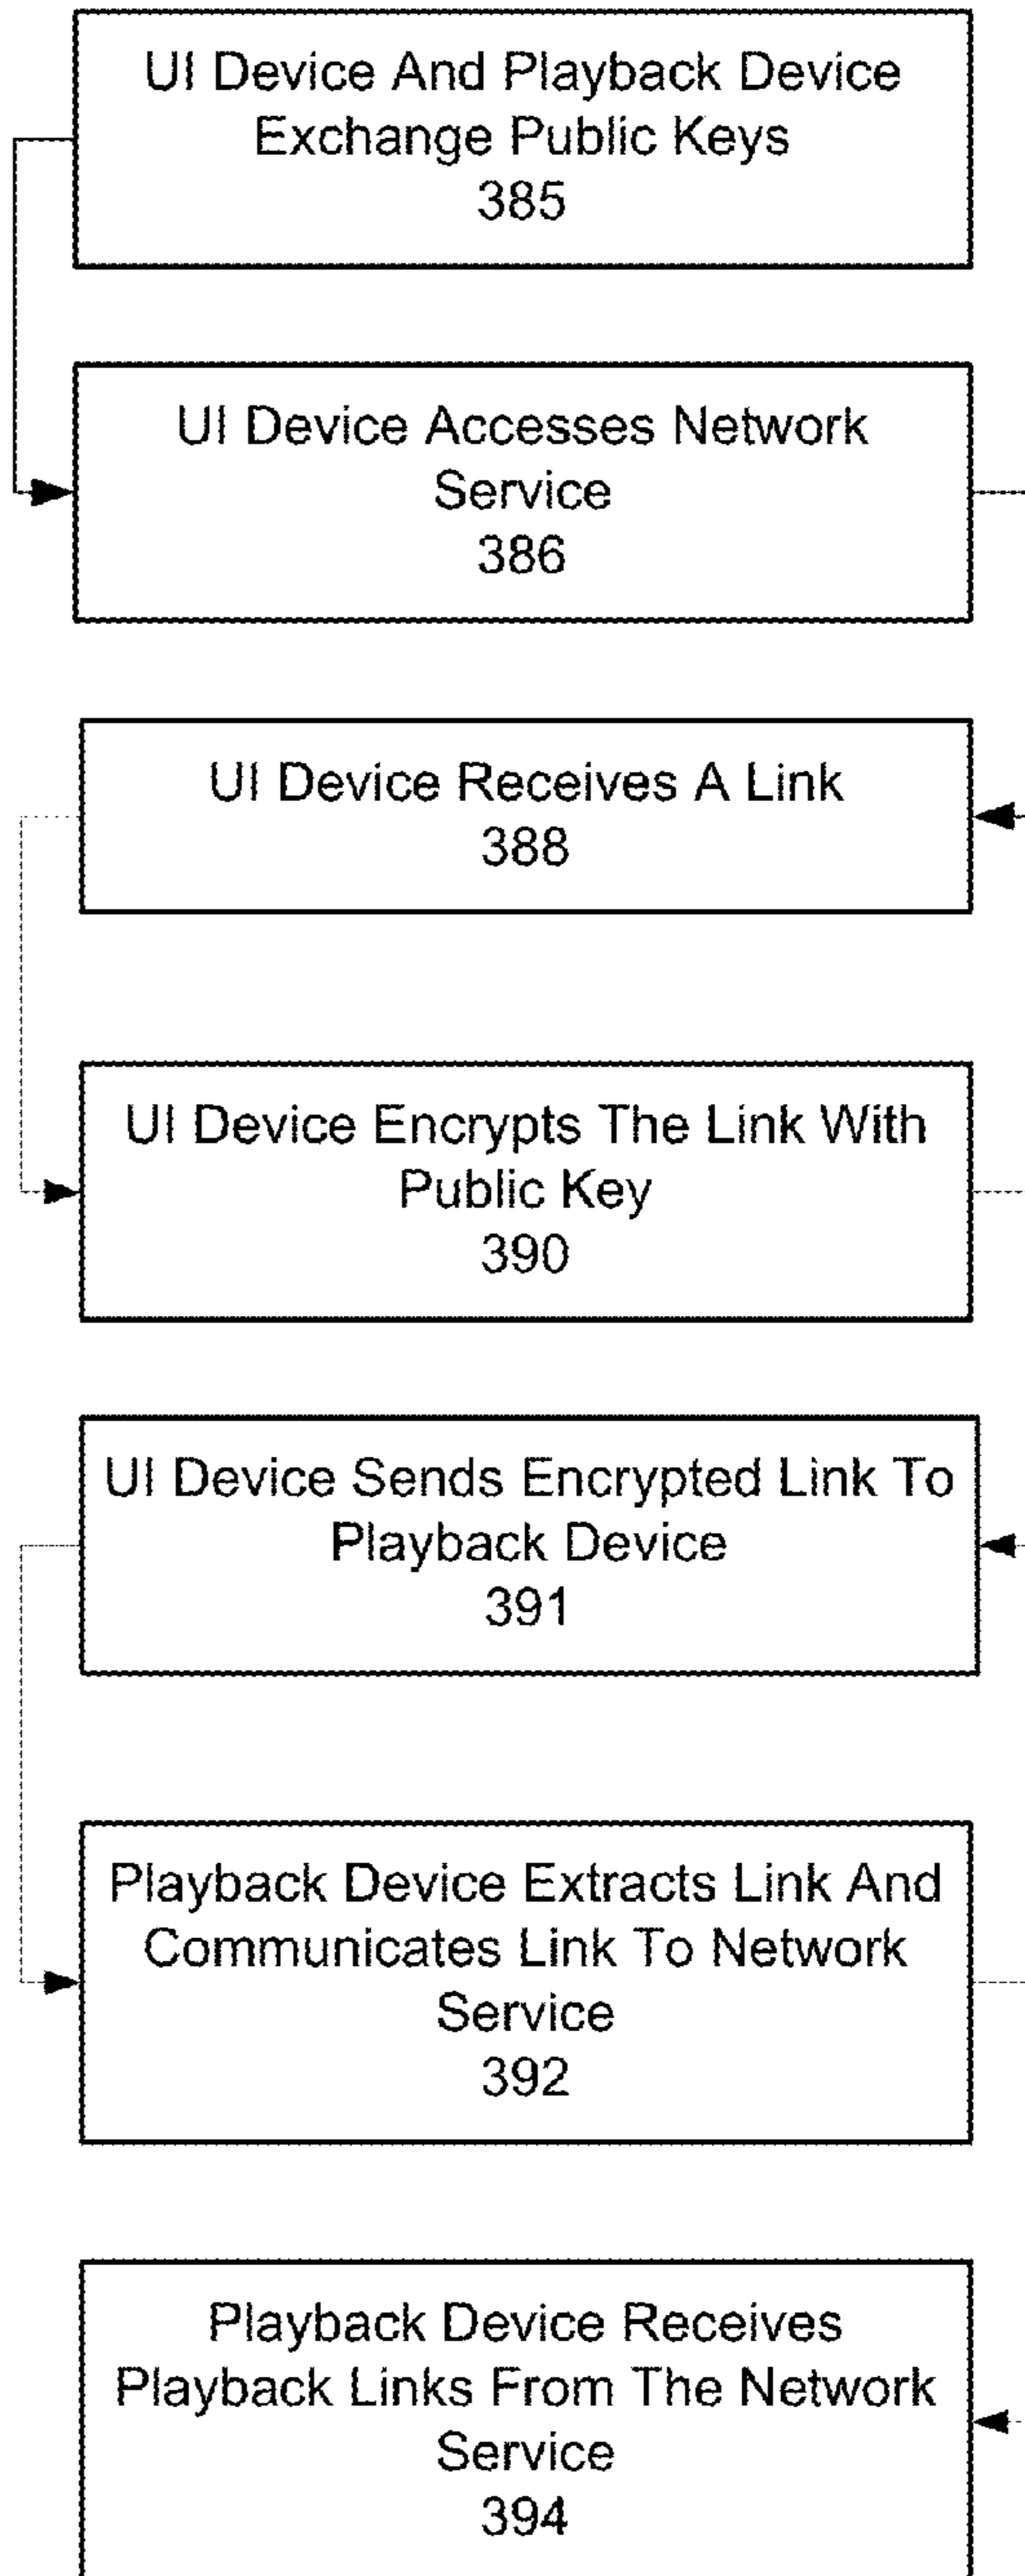 UI Device And Playback Device
Exchange Public Keys
385
UI Device Accesses Network
Service
386
UI Device Receives A Link
388
UI Device Encrypts The Link With
Public Key
390
UI Device Sends Encrypted Link To
Playback Device
391
Playback Device Extracts Link And
Communicates Link To Network
Service
392
Playback Device Receives
Playback Links From The Network
Service
394